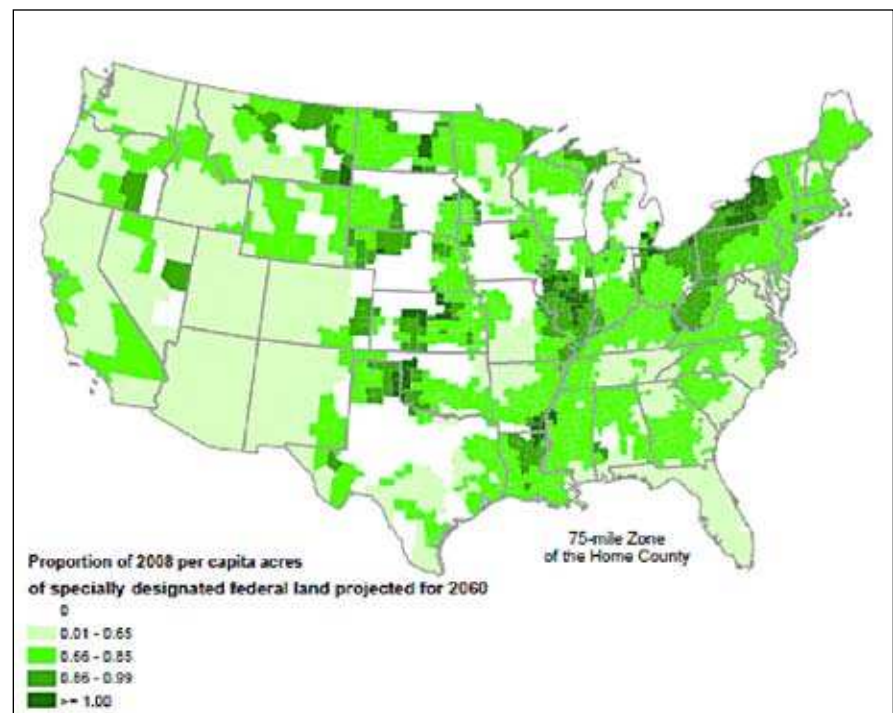 75-mile Zone
of the Home County
Proportion of 2008 per capita acres
of specially designated federal land projected for 2060
0
0.01 - 0.65
0.66 - 0.85
0.86 - 0.99
>= 1.00